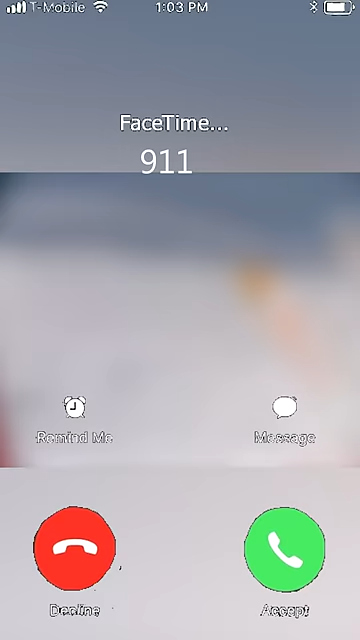 T-Mobile 1:03 PM
FaceTime...
911
Remind Me Message
Decline Accept